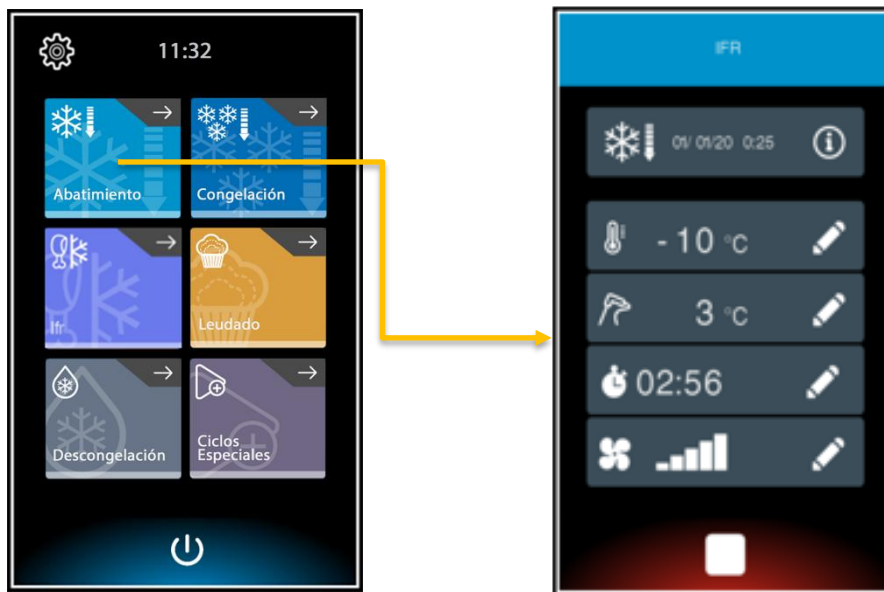 11:32
Abatimiento
Congelación
Ifr
Leudado
Descongelación
Ciclos
Especiales
IFR
01/ 01/20 0:25
- 10 °C
3 °C
02:56